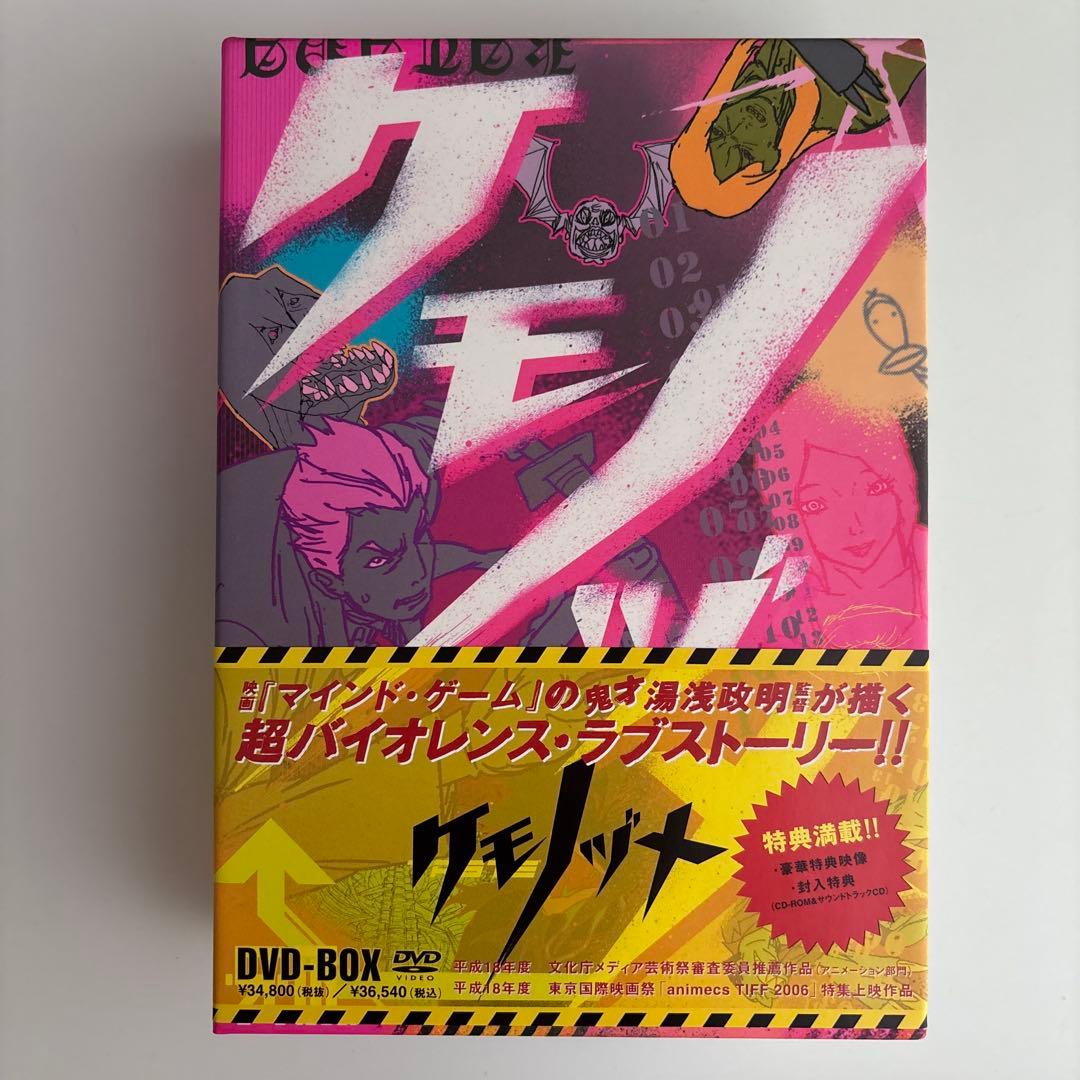 ケモノヅ
01
02
03
04
05
06
07
08
09
10
12
13
映画『マインド・ゲーム』の鬼才湯浅政明監督が描く
超バイオレンス・ラブストーリー!!
ケモノヅメ
特典満載!!
・豪華特典映像
・封入特典
(CD-ROM&サウンドトラックCD)
DVD-BOX DVD VIDEO
¥34,800(税抜)/¥36,540(税込)
平成18年度 文化庁メディア芸術祭審査委員推薦作品(アニメーション部門)
平成18年度 東京国際映画祭「animecs TIFF 2006」特集上映作品